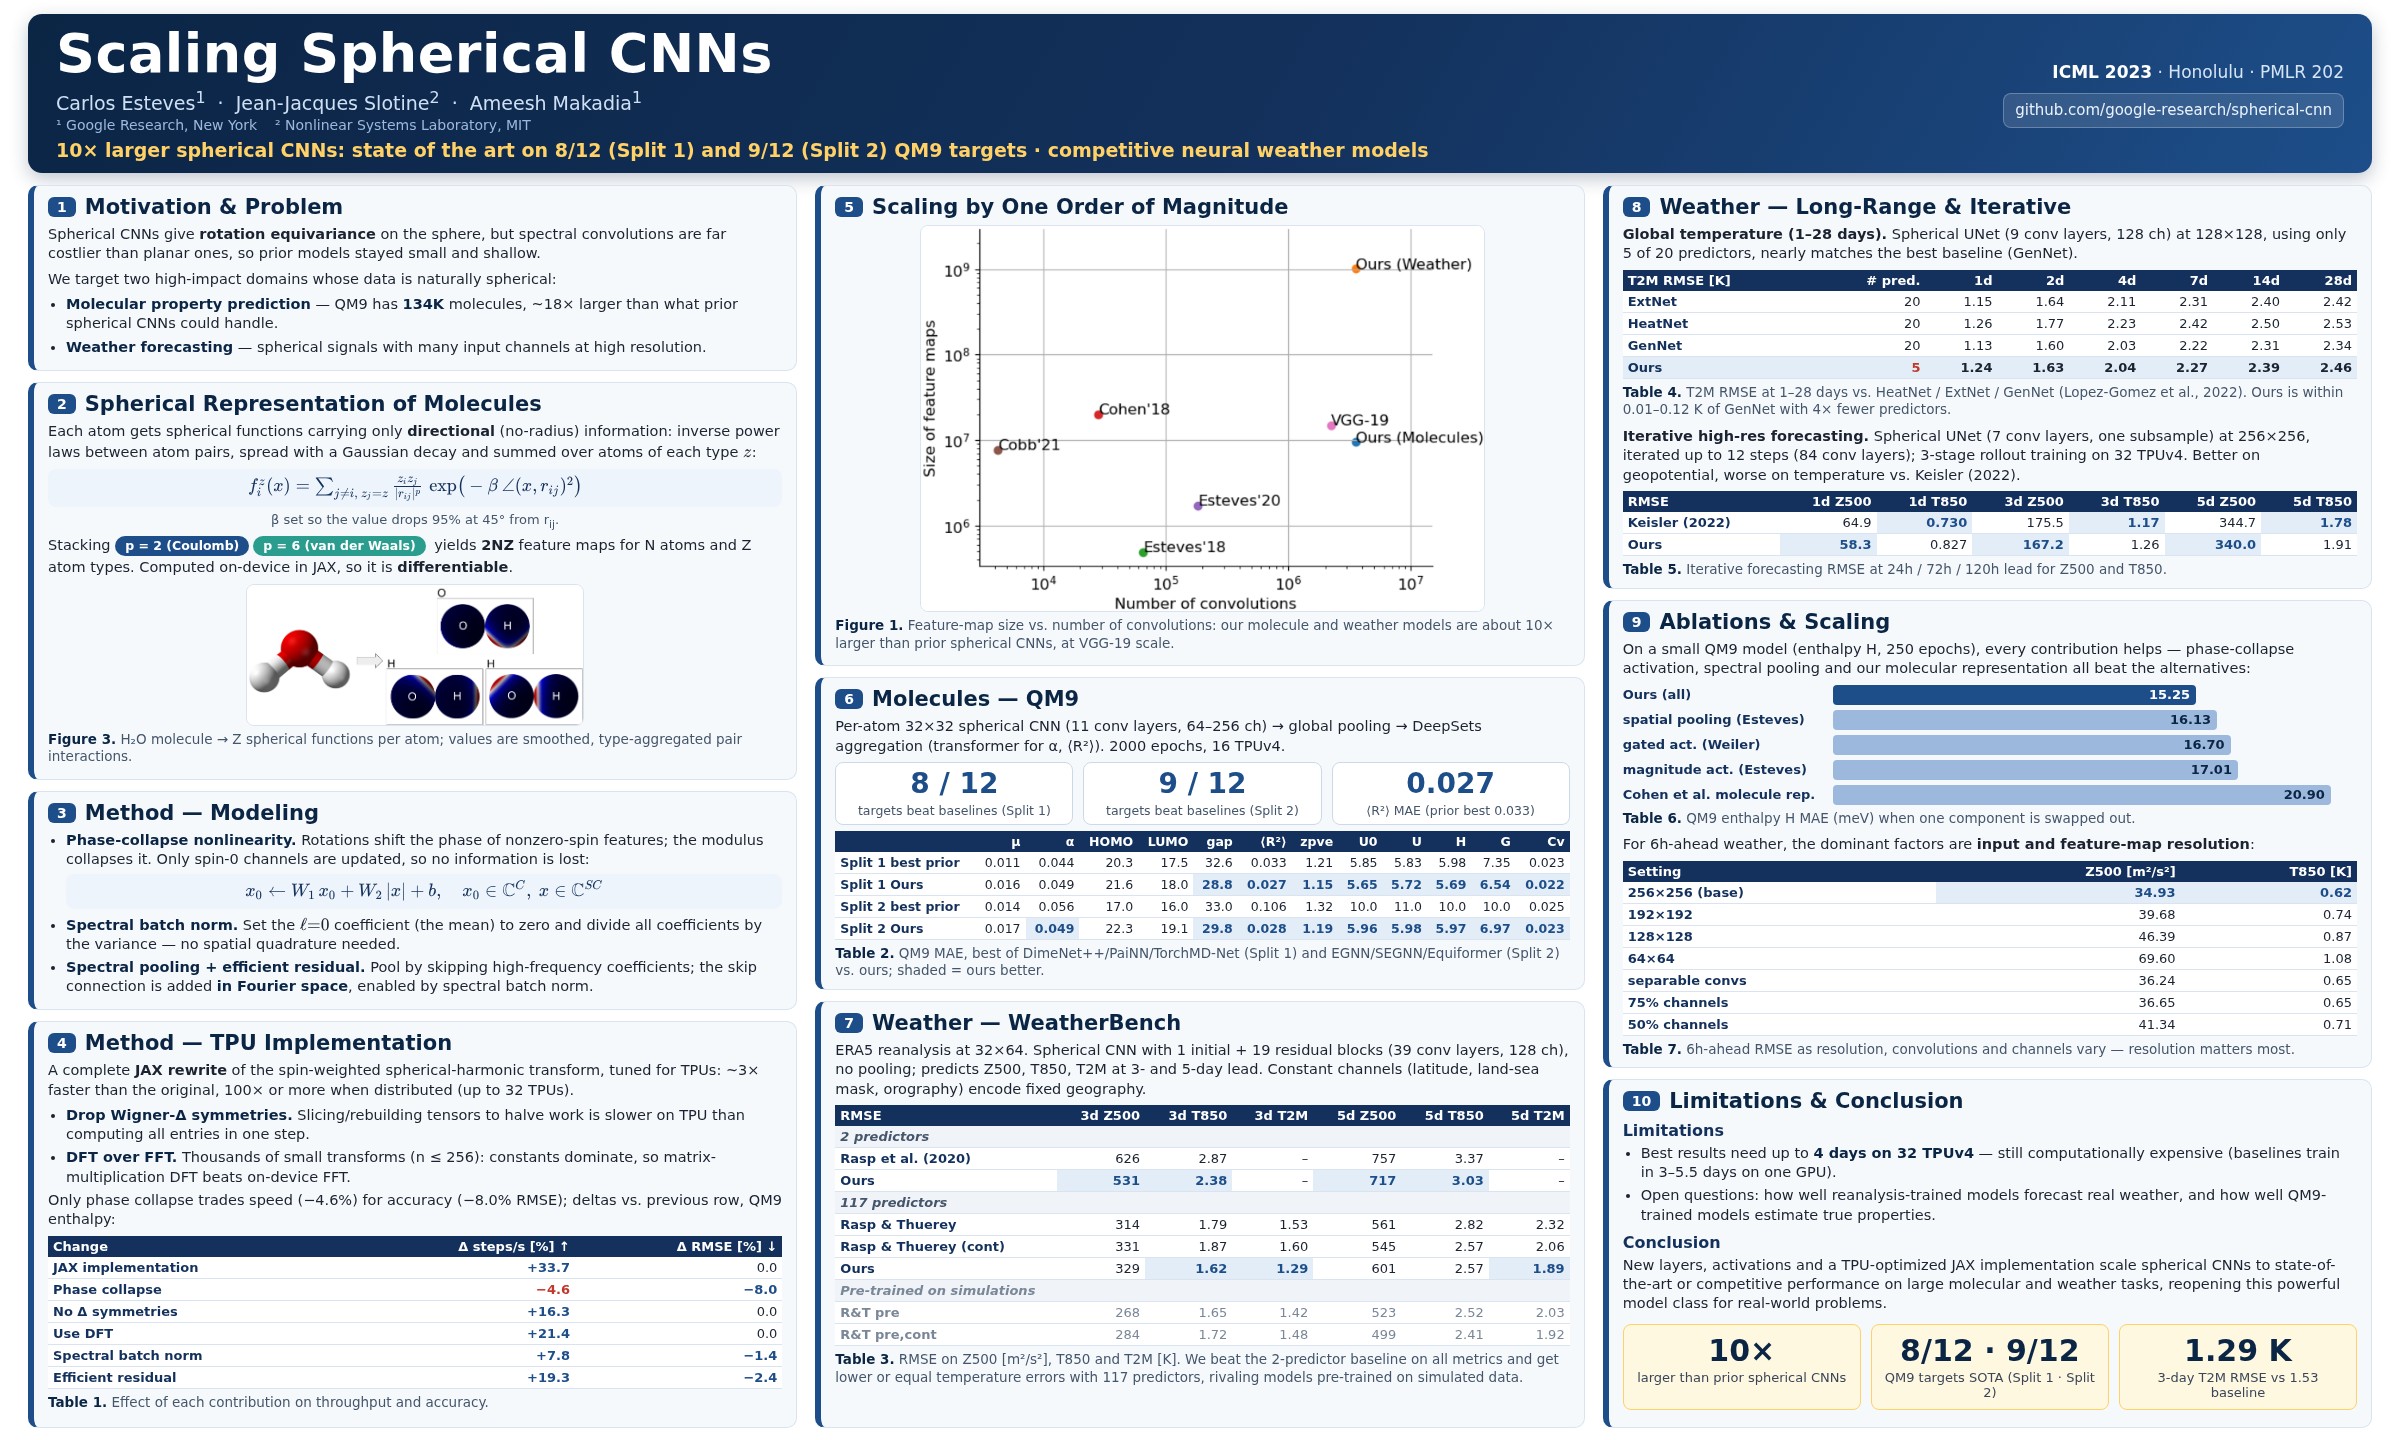 Scaling Spherical CNNs
Carlos Esteves1 · Jean-Jacques Slotine2 · Ameesh Makadia1
¹ Google Research, New York ² Nonlinear Systems Laboratory, MIT
10× larger spherical CNNs: state of the art on 8/12 (Split 1) and 9/12 (Split 2) QM9 targets · competitive neural weather models
ICML 2023 · Honolulu · PMLR 202
github.com/google-research/spherical-cnn
1 Motivation & Problem
Spherical CNNs give rotation equivariance on the sphere, but spectral convolutions are far
costlier than planar ones, so prior models stayed small and shallow.
We target two high-impact domains whose data is naturally spherical:
• Molecular property prediction — QM9 has 134K molecules, ~18× larger than what prior
spherical CNNs could handle.
• Weather forecasting — spherical signals with many input channels at high resolution.
2 Spherical Representation of Molecules
Each atom gets spherical functions carrying only directional (no-radius) information: inverse power
laws between atom pairs, spread with a Gaussian decay and summed over atoms of each type z:
f_i^z(x) = ∑_{j≠i, z_j=z} z_i z_j / |r_ij|^p exp(− β ∠(x, r_ij)^2)
β set so the value drops 95% at 45° from r_ij.
Stacking p = 2 (Coulomb) p = 6 (van der Waals) yields 2NZ feature maps for N atoms and Z
atom types. Computed on-device in JAX, so it is differentiable.
O
O H
H H
O H O H
Figure 3. H₂O molecule → Z spherical functions per atom; values are smoothed, type-aggregated pair
interactions.
3 Method — Modeling
• Phase-collapse nonlinearity. Rotations shift the phase of nonzero-spin features; the modulus
collapses it. Only spin-0 channels are updated, so no information is lost:
x_0 ← W_1 x_0 + W_2 |x| + b, x_0 ∈ ℂ^C, x ∈ ℂ^{SC}
• Spectral batch norm. Set the ℓ=0 coefficient (the mean) to zero and divide all coefficients by
the variance — no spatial quadrature needed.
• Spectral pooling + efficient residual. Pool by skipping high-frequency coefficients; the skip
connection is added in Fourier space, enabled by spectral batch norm.
4 Method — TPU Implementation
A complete JAX rewrite of the spin-weighted spherical-harmonic transform, tuned for TPUs: ~3×
faster than the original, 100× or more when distributed (up to 32 TPUs).
• Drop Wigner-Δ symmetries. Slicing/rebuilding tensors to halve work is slower on TPU than
computing all entries in one step.
• DFT over FFT. Thousands of small transforms (n ≤ 256): constants dominate, so matrix-
multiplication DFT beats on-device FFT.
Only phase collapse trades speed (−4.6%) for accuracy (−8.0% RMSE); deltas vs. previous row, QM9
enthalpy:
Change Δ steps/s [%] ↑ Δ RMSE [%] ↓
JAX implementation +33.7 0.0
Phase collapse −4.6 −8.0
No Δ symmetries +16.3 0.0
Use DFT +21.4 0.0
Spectral batch norm +7.8 −1.4
Efficient residual +19.3 −2.4
Table 1. Effect of each contribution on throughput and accuracy.
5 Scaling by One Order of Magnitude
Size of feature maps
10^9
10^8
10^7
10^6
Ours (Weather)
Cohen'18
VGG-19
Ours (Molecules)
Cobb'21
Esteves'20
Esteves'18
10^4 10^5 10^6 10^7
Number of convolutions
Figure 1. Feature-map size vs. number of convolutions: our molecule and weather models are about 10×
larger than prior spherical CNNs, at VGG-19 scale.
6 Molecules — QM9
Per-atom 32×32 spherical CNN (11 conv layers, 64–256 ch) → global pooling → DeepSets
aggregation (transformer for α, ⟨R²⟩). 2000 epochs, 16 TPUv4.
8 / 12
targets beat baselines (Split 1)
9 / 12
targets beat baselines (Split 2)
0.027
⟨R²⟩ MAE (prior best 0.033)
μ α HOMO LUMO gap ⟨R²⟩ zpve U0 U H G Cv
Split 1 best prior 0.011 0.044 20.3 17.5 32.6 0.033 1.21 5.85 5.83 5.98 7.35 0.023
Split 1 Ours 0.016 0.049 21.6 18.0 28.8 0.027 1.15 5.65 5.72 5.69 6.54 0.022
Split 2 best prior 0.014 0.056 17.0 16.0 33.0 0.106 1.32 10.0 11.0 10.0 10.0 0.025
Split 2 Ours 0.017 0.049 22.3 19.1 29.8 0.028 1.19 5.96 5.98 5.97 6.97 0.023
Table 2. QM9 MAE, best of DimeNet++/PaiNN/TorchMD-Net (Split 1) and EGNN/SEGNN/Equiformer (Split 2)
vs. ours; shaded = ours better.
7 Weather — WeatherBench
ERA5 reanalysis at 32×64. Spherical CNN with 1 initial + 19 residual blocks (39 conv layers, 128 ch),
no pooling; predicts Z500, T850, T2M at 3- and 5-day lead. Constant channels (latitude, land-sea
mask, orography) encode fixed geography.
RMSE 3d Z500 3d T850 3d T2M 5d Z500 5d T850 5d T2M
2 predictors
Rasp et al. (2020) 626 2.87 – 757 3.37 –
Ours 531 2.38 – 717 3.03 –
117 predictors
Rasp & Thuerey 314 1.79 1.53 561 2.82 2.32
Rasp & Thuerey (cont) 331 1.87 1.60 545 2.57 2.06
Ours 329 1.62 1.29 601 2.57 1.89
Pre-trained on simulations
R&T pre 268 1.65 1.42 523 2.52 2.03
R&T pre,cont 284 1.72 1.48 499 2.41 1.92
Table 3. RMSE on Z500 [m²/s²], T850 and T2M [K]. We beat the 2-predictor baseline on all metrics and get
lower or equal temperature errors with 117 predictors, rivaling models pre-trained on simulated data.
8 Weather — Long-Range & Iterative
Global temperature (1–28 days). Spherical UNet (9 conv layers, 128 ch) at 128×128, using only
5 of 20 predictors, nearly matches the best baseline (GenNet).
T2M RMSE [K] # pred. 1d 2d 4d 7d 14d 28d
ExtNet 20 1.15 1.64 2.11 2.31 2.40 2.42
HeatNet 20 1.26 1.77 2.23 2.42 2.50 2.53
GenNet 20 1.13 1.60 2.03 2.22 2.31 2.34
Ours 5 1.24 1.63 2.04 2.27 2.39 2.46
Table 4. T2M RMSE at 1–28 days vs. HeatNet / ExtNet / GenNet (Lopez-Gomez et al., 2022). Ours is within
0.01–0.12 K of GenNet with 4× fewer predictors.
Iterative high-res forecasting. Spherical UNet (7 conv layers, one subsample) at 256×256,
iterated up to 12 steps (84 conv layers); 3-stage rollout training on 32 TPUv4. Better on
geopotential, worse on temperature vs. Keisler (2022).
RMSE 1d Z500 1d T850 3d Z500 3d T850 5d Z500 5d T850
Keisler (2022) 64.9 0.730 175.5 1.17 344.7 1.78
Ours 58.3 0.827 167.2 1.26 340.0 1.91
Table 5. Iterative forecasting RMSE at 24h / 72h / 120h lead for Z500 and T850.
9 Ablations & Scaling
On a small QM9 model (enthalpy H, 250 epochs), every contribution helps — phase-collapse
activation, spectral pooling and our molecular representation all beat the alternatives:
Ours (all) 15.25
spatial pooling (Esteves) 16.13
gated act. (Weiler) 16.70
magnitude act. (Esteves) 17.01
Cohen et al. molecule rep. 20.90
Table 6. QM9 enthalpy H MAE (meV) when one component is swapped out.
For 6h-ahead weather, the dominant factors are input and feature-map resolution:
Setting Z500 [m²/s²] T850 [K]
256×256 (base) 34.93 0.62
192×192 39.68 0.74
128×128 46.39 0.87
64×64 69.60 1.08
separable convs 36.24 0.65
75% channels 36.65 0.65
50% channels 41.34 0.71
Table 7. 6h-ahead RMSE as resolution, convolutions and channels vary — resolution matters most.
10 Limitations & Conclusion
Limitations
• Best results need up to 4 days on 32 TPUv4 — still computationally expensive (baselines train
in 3–5.5 days on one GPU).
• Open questions: how well reanalysis-trained models forecast real weather, and how well QM9-
trained models estimate true properties.
Conclusion
New layers, activations and a TPU-optimized JAX implementation scale spherical CNNs to state-of-
the-art or competitive performance on large molecular and weather tasks, reopening this powerful
model class for real-world problems.
10×
larger than prior spherical CNNs
8/12 · 9/12
QM9 targets SOTA (Split 1 · Split
2)
1.29 K
3-day T2M RMSE vs 1.53
baseline